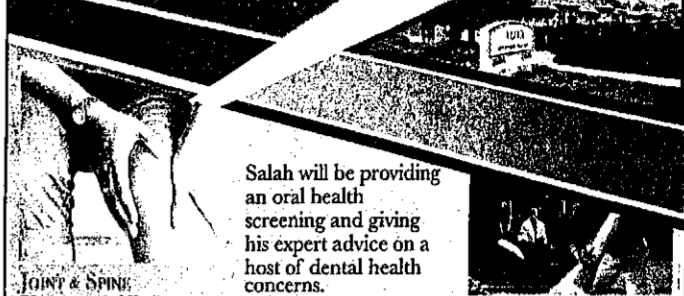 Salah will be providing
an oral health
screening and giving
his expert advice on a
host of dental health
concerns.
JOINT & SPINE